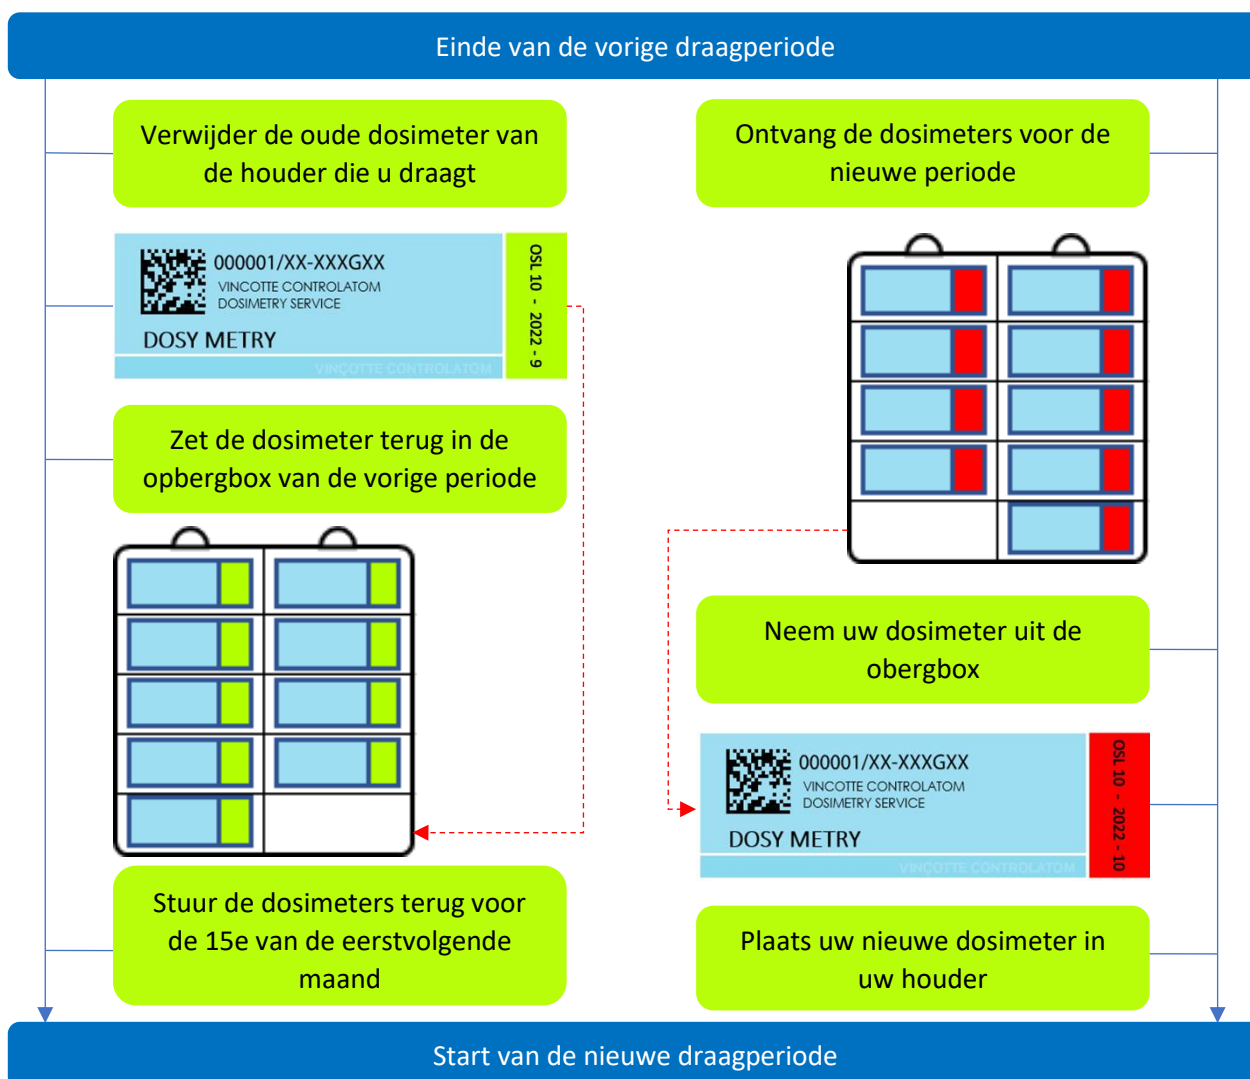 Einde van de vorige draagperiode
Verwijder de oude dosimeter van
de houder die u draagt
000001/XX-XXXGXX
VINCOTTE CONTROLATOM
DOSIMETRY SERVICE
DOSY METRY
VINÇOTTE CONTROLATOM
OSL 10 - 2022 - 9
Zet de dosimeter terug in de
opbergbox van de vorige periode
Stuur de dosimeters terug voor
de 15e van de eerstvolgende
maand
Ontvang de dosimeters voor de
nieuwe periode
Neem uw dosimeter uit de
obergbox
000001/XX-XXXGXX
VINCOTTE CONTROLATOM
DOSIMETRY SERVICE
DOSY METRY
VINÇOTTE CONTROLATOM
OSL 10 - 2022 - 10
Plaats uw nieuwe dosimeter in
uw houder
Start van de nieuwe draagperiode